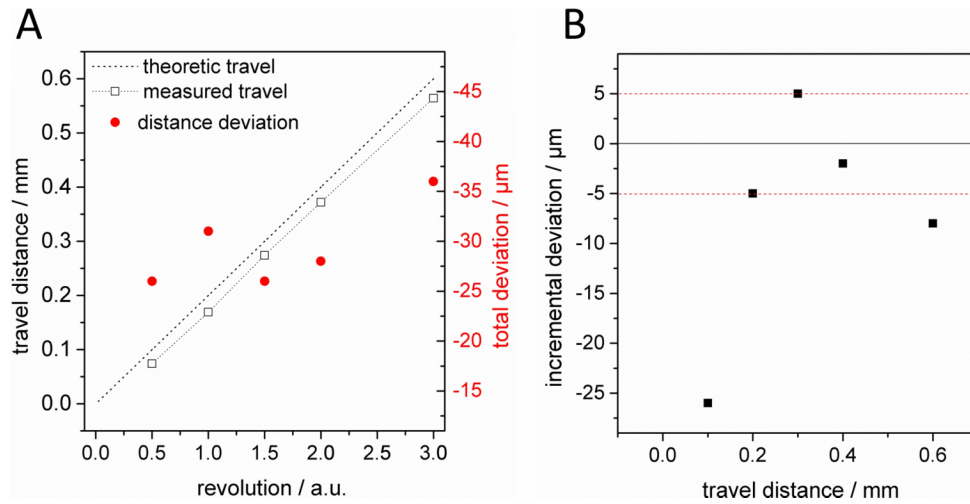 A
theoretic travel
measured travel
distance deviation
0.6
0.5
0.4
0.3
0.2
0.1
0.0
travel distance / mm
-45
-40
-35
-30
-25
-20
-15
total deviation / µm
0.0 0.5 1.0 1.5 2.0 2.5 3.0
revolution / a.u.
B
5
0
-5
-10
-15
-20
-25
incremental deviation / µm
0.0 0.2 0.4 0.6
travel distance / mm